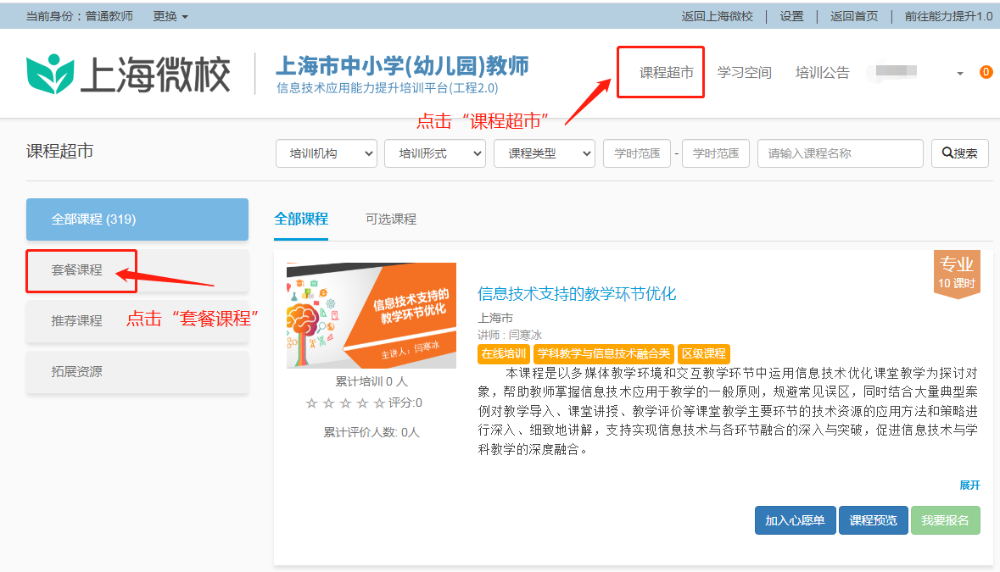 当前身份：普通教师 更换 返回上海微校 | 设置 | 返回首页 | 前往能力提升1.0
上海微校
上海市中小学(幼儿园)教师
信息技术应用能力提升培训平台(工程2.0)
课程超市 学习空间 培训公告 0
点击“课程超市”
课程超市 培训机构 培训形式 课程类型 学时范围 - 学时范围 请输入课程名称 搜索
全部课程 (319)
套餐课程
推荐课程
点击“套餐课程”
拓展资源
全部课程 可选课程
信息技术支持的
教学环节优化
主讲人：闫寒冰
累计培训 0 人
☆ ☆ ☆ ☆ ☆ 评分:0
累计评价人数: 0人
专业
10 课时
信息技术支持的教学环节优化
上海市
讲师 : 闫寒冰
在线培训 学科教学与信息技术融合类 区级课程
本课程是以多媒体教学环境和交互教学环节中运用信息技术优化课堂教学为探讨对
象，帮助教师掌握信息技术应用于教学的一般原则，规避常见误区，同时结合大量典型案
例对教学导入、课堂讲授、教学评价等课堂教学主要环节的技术资源的应用方法和策略进
行深入、细致地讲解，支持实现信息技术与各环节融合的深入与突破，促进信息技术与学
科教学的深度融合。
展开
加入心愿单 课程预览 我要报名